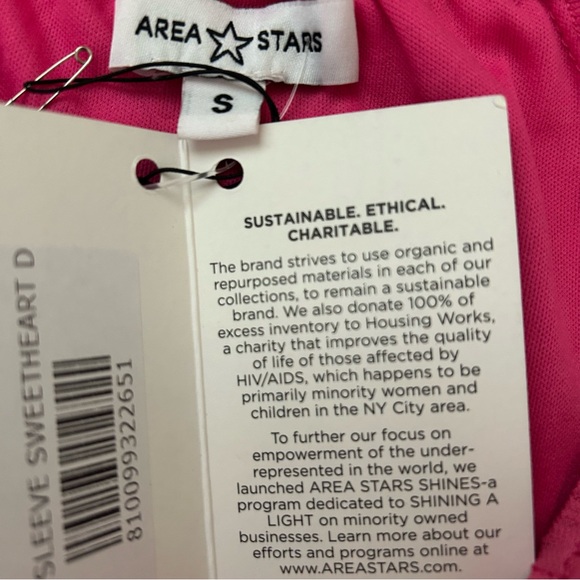 AREA STARS
S
SUSTAINABLE. ETHICAL.
CHARITABLE.
The brand strives to use organic and
repurposed materials in each of our
collections, to remain a sustainable
brand. We also donate 100% of
excess inventory to Housing Works,
a charity that improves the quality
of life of those affected by
HIV/AIDS, which happens to be
primarily minority women and
children in the NY City area.
To further our focus on
empowerment of the under-
represented in the world, we
launched AREA STARS SHINES-a
program dedicated to SHINING A
LIGHT on minority owned
businesses. Learn more about our
efforts and programs online at
www.AREASTARS.com.
SLEEVE SWEETHEART D
810099322651